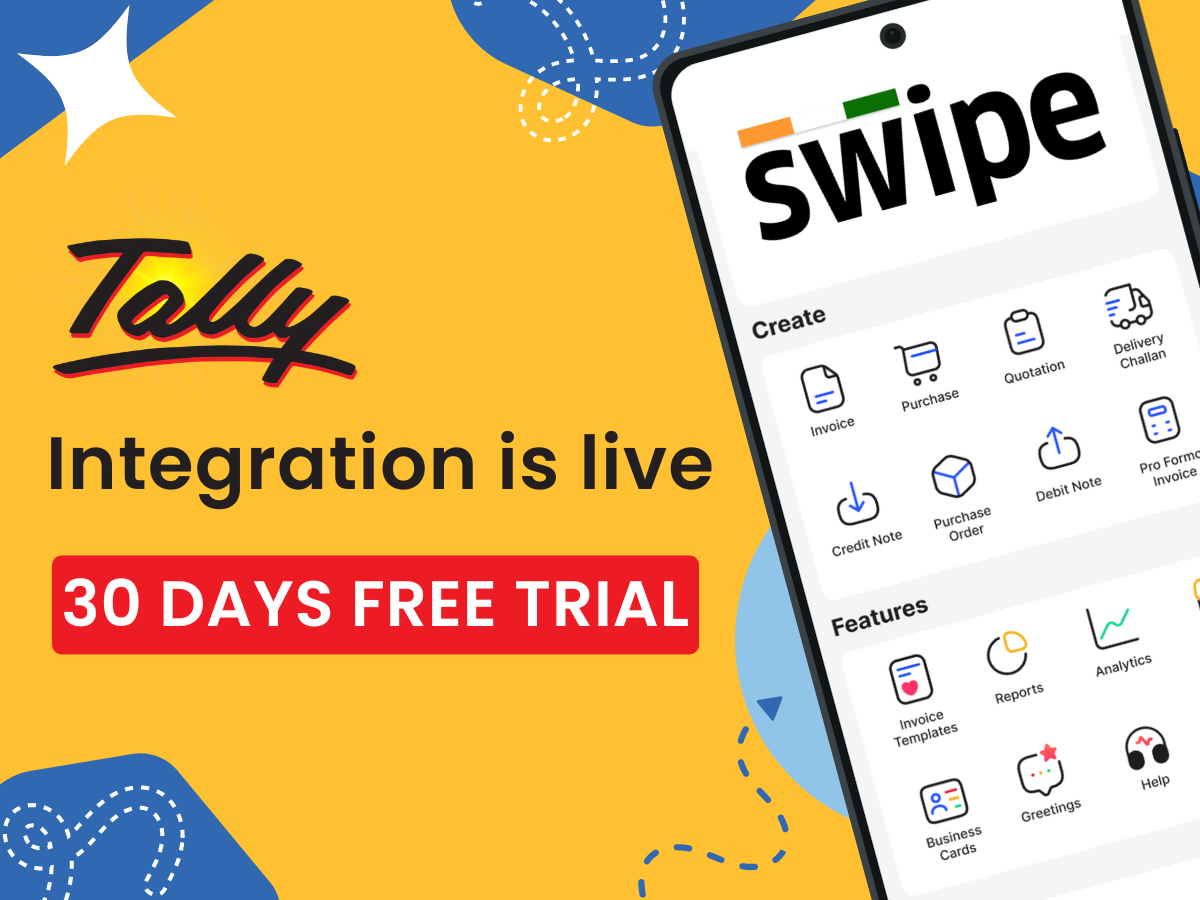 Tally
Integration is live
30 DAYS FREE TRIAL
swipe
Create
Invoice
Purchase
Quotation
Delivery
Challan
Credit Note
Purchase
Order
Debit Note
Pro Forma
Invoice
Features
Invoice
Templates
Reports
Analytics
Business
Cards
Greetings
Help